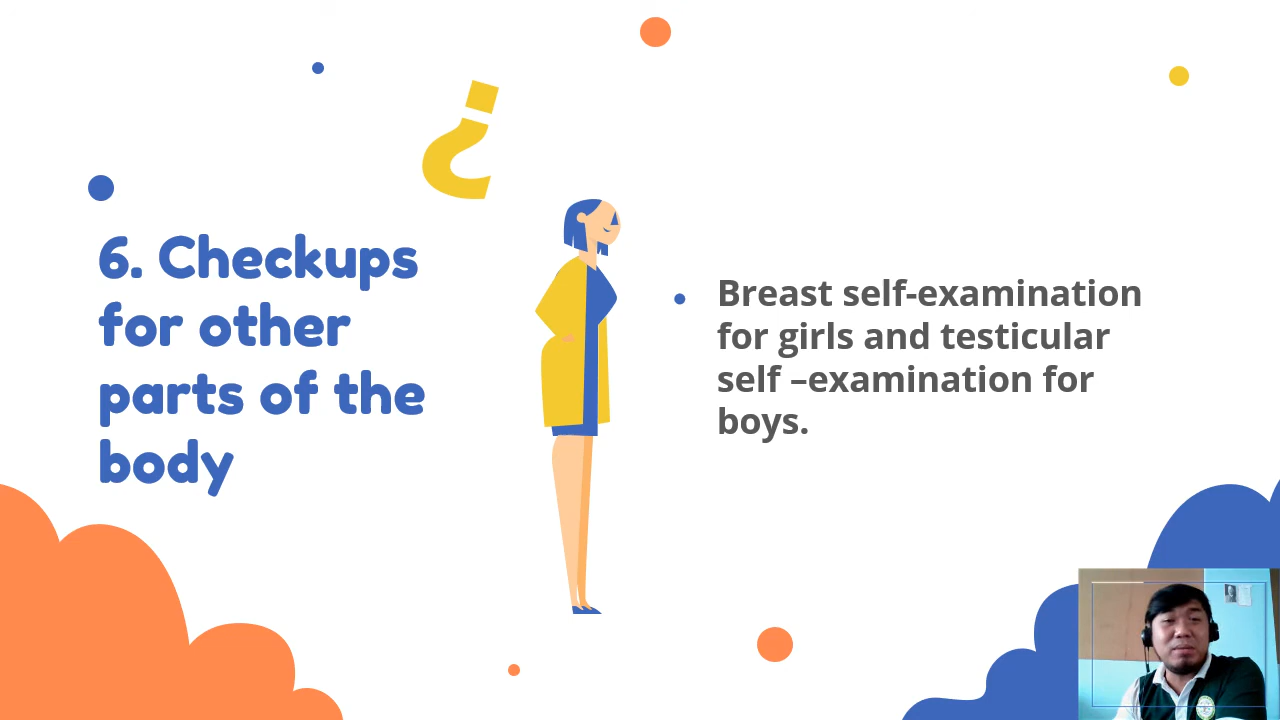 ¿
6. Checkups
for other
parts of the
body
• Breast self-examination
for girls and testicular
self –examination for
boys.